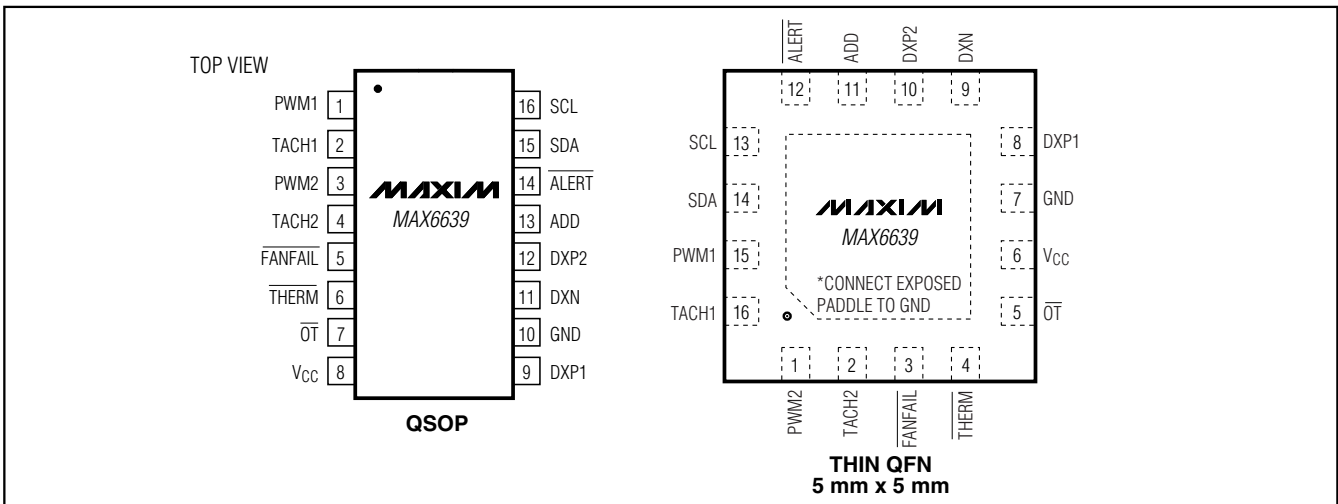 TOP VIEW
PWM1 1
TACH1 2
PWM2 3
TACH2 4
FANFAIL 5
THERM 6
OT 7
VCC 8
16 SCL
15 SDA
14 ALERT
13 ADD
12 DXP2
11 DXN
10 GND
9 DXP1
MAXIM
MAX6639
QSOP
ALERT ADD DXP2 DXN
12 11 10 9
SCL 13
SDA 14
PWM1 15
TACH1 16
8 DXP1
7 GND
6 VCC
5 OT
MAXIM
MAX6639
*CONNECT EXPOSED
PADDLE TO GND
1 2 3 4
PWM2 TACH2 FANFAIL THERM
THIN QFN
5 mm x 5 mm